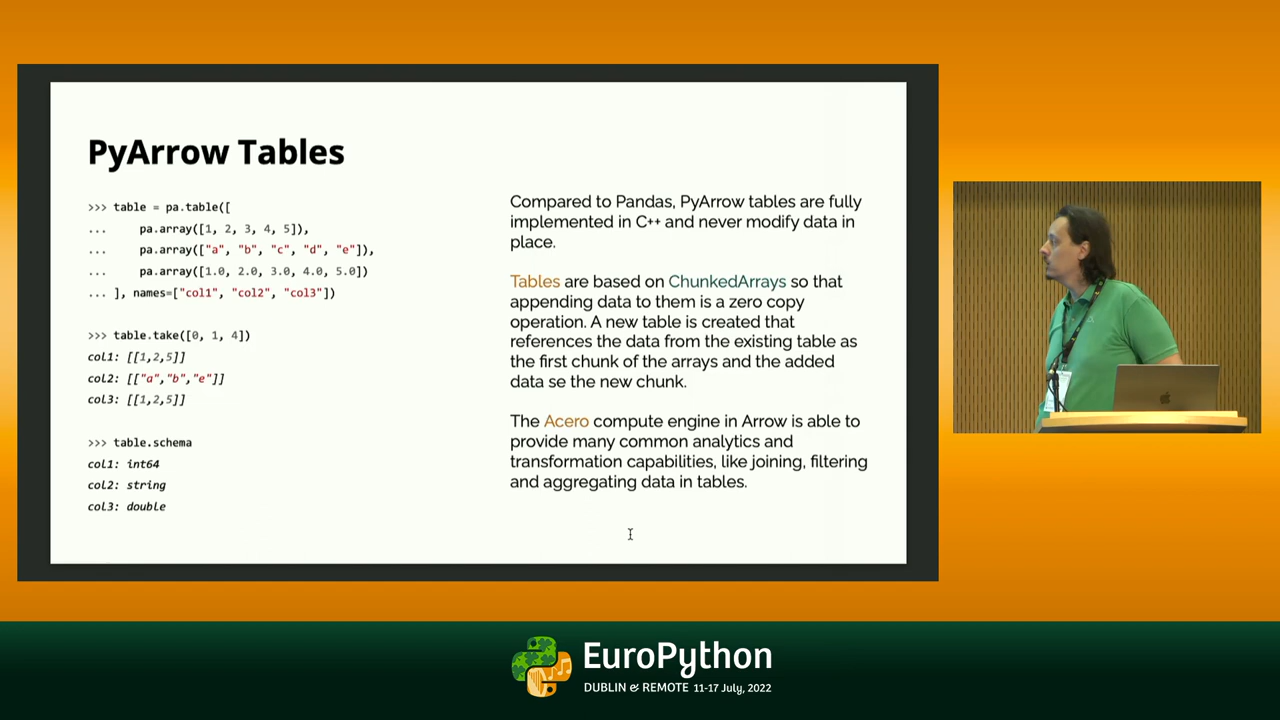 PyArrow Tables
>>> table = pa.table([
...     pa.array([1, 2, 3, 4, 5]),
...     pa.array(["a", "b", "c", "d", "e"]),
...     pa.array([1.0, 2.0, 3.0, 4.0, 5.0])
... ], names=["col1", "col2", "col3"])
>>> table.take([0, 1, 4])
col1: [[1,2,5]]
col2: [["a","b","e"]]
col3: [[1,2,5]]
>>> table.schema
col1: int64
col2: string
col3: double
Compared to Pandas, PyArrow tables are fully
implemented in C++ and never modify data in
place.
Tables are based on ChunkedArrays so that
appending data to them is a zero copy
operation. A new table is created that
references the data from the existing table as
the first chunk of the arrays and the added
data se the new chunk.
The Acero compute engine in Arrow is able to
provide many common analytics and
transformation capabilities, like joining, filtering
and aggregating data in tables.
EuroPython
DUBLIN & REMOTE 11-17 July, 2022